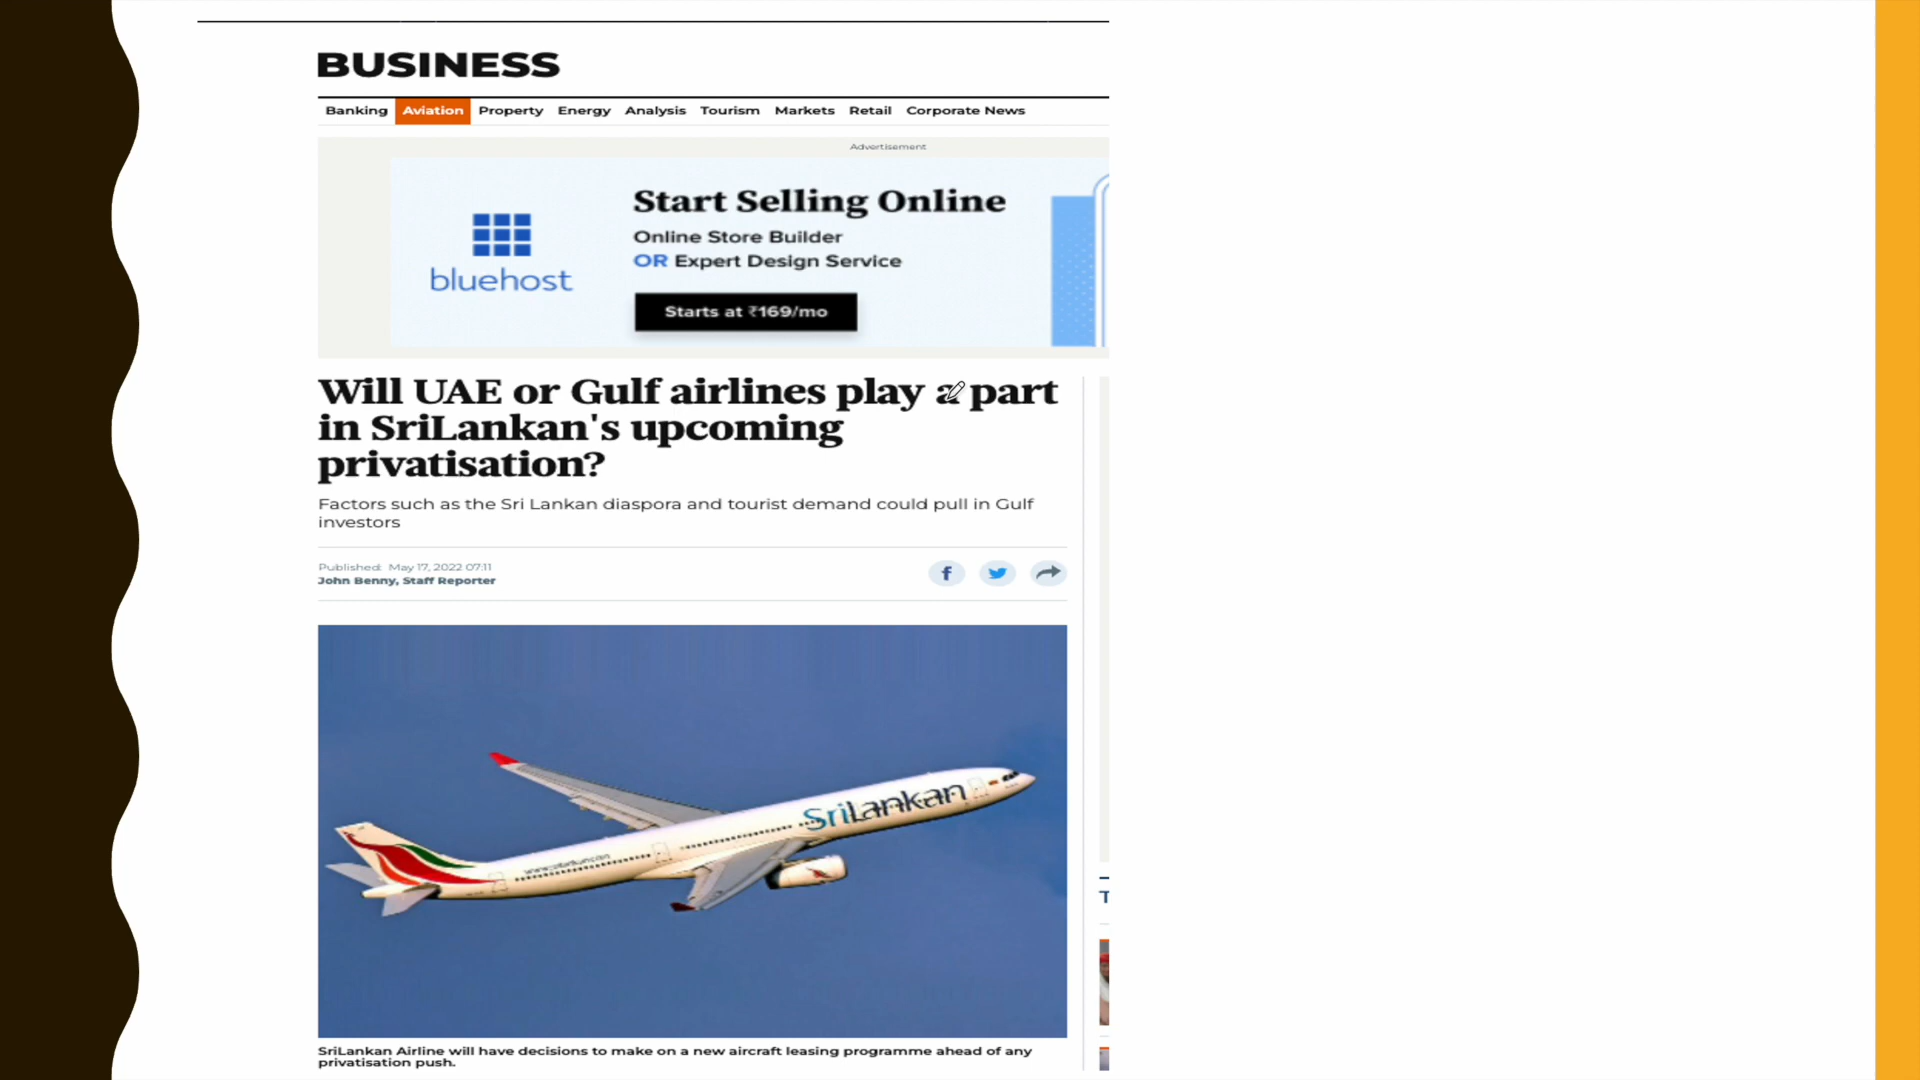 BUSINESS
Banking Aviation Property Energy Analysis Tourism Markets Retail Corporate News
Advertisement
bluehost
Start Selling Online
Online Store Builder
OR Expert Design Service
Starts at ₹169/mo
Will UAE or Gulf airlines play a part
in SriLankan's upcoming
privatisation?
Factors such as the Sri Lankan diaspora and tourist demand could pull in Gulf
investors
Published: May 17, 2022 07:11
John Benny, Staff Reporter
SriLankan
SriLankan Airline will have decisions to make on a new aircraft leasing programme ahead of any
privatisation push.
T